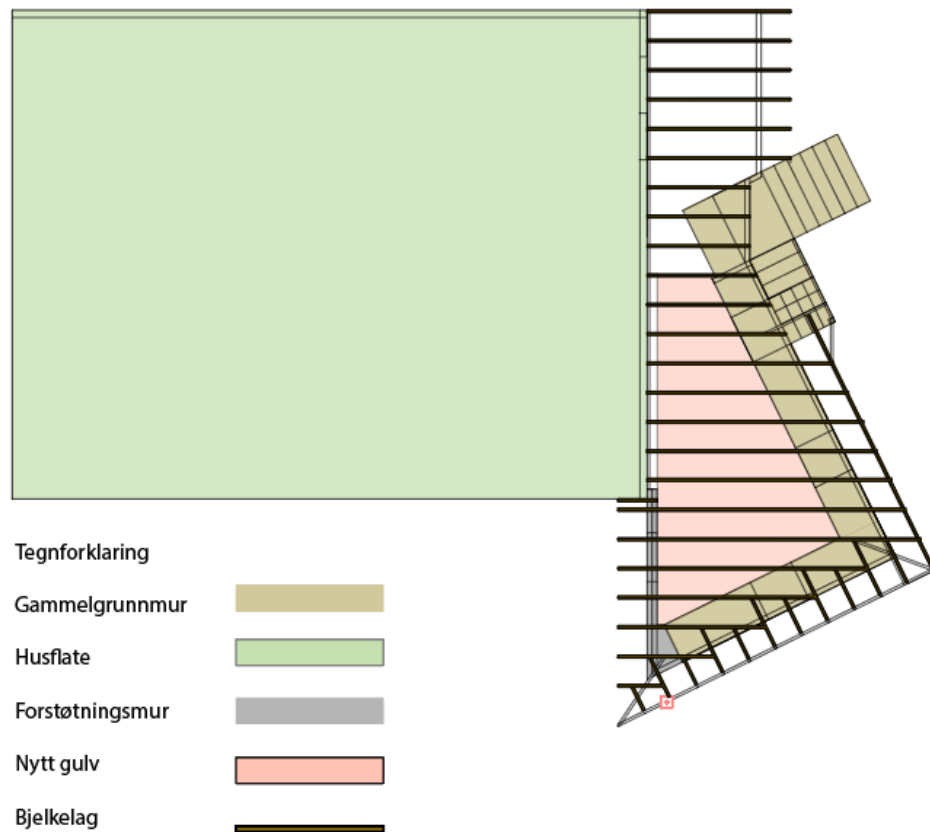 Tegnforklaring
Gammelgrunnmur
Husflate
Forstøtningsmur
Nytt gulv
Bjelkelag